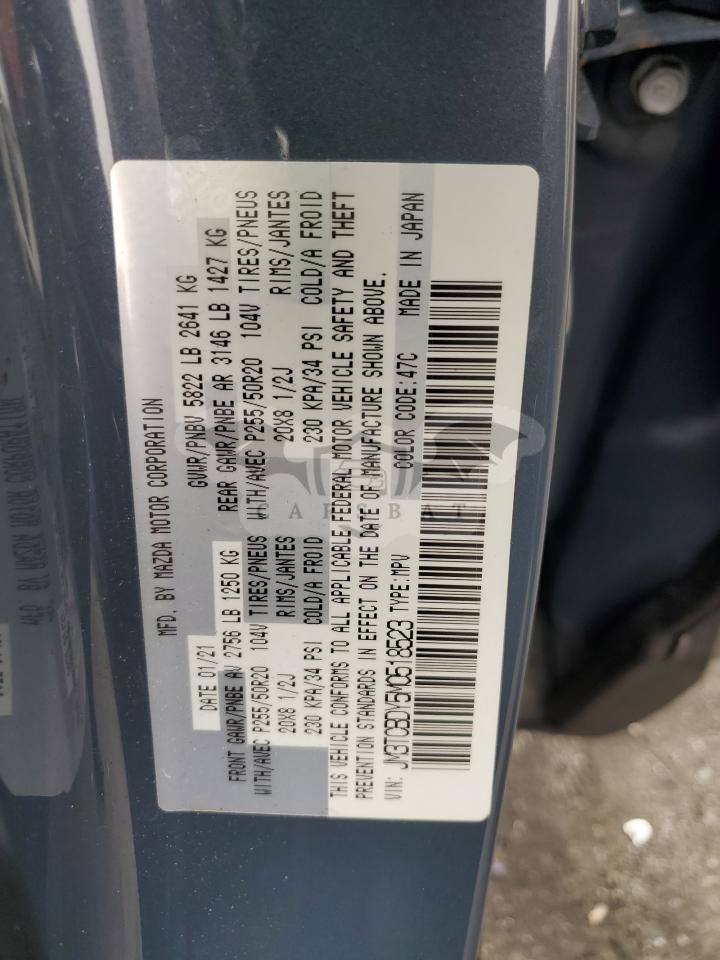 MFD. BY MAZDA MOTOR CORPORATION
DATE 01/21 GVWR/PNBV 5822 LB 2641 KG
FRONT GAWR/PNBE AV 2756 LB 1250 KG REAR GAWR/PNBE AR 3146 LB 1427 KG
WITH/AVEC P255/50R20 104V TIRES/PNEUS WITH/AVEC P255/50R20 104V TIRES/PNEUS
20X8 1/2J RIMS/JANTES 20X8 1/2J RIMS/JANTES
230 KPA/34 PSI COLD/A FROID 230 KPA/34 PSI COLD/A FROID
THIS VEHICLE CONFORMS TO ALL APPLICABLE FEDERAL MOTOR VEHICLE SAFETY AND THEFT
PREVENTION STANDARDS IN EFFECT ON THE DATE OF MANUFACTURE SHOWN ABOVE.
VIN: JM3TCBDY5M0518523 TYPE:MPV COLOR CODE:47C MADE IN JAPAN
CARSBAT